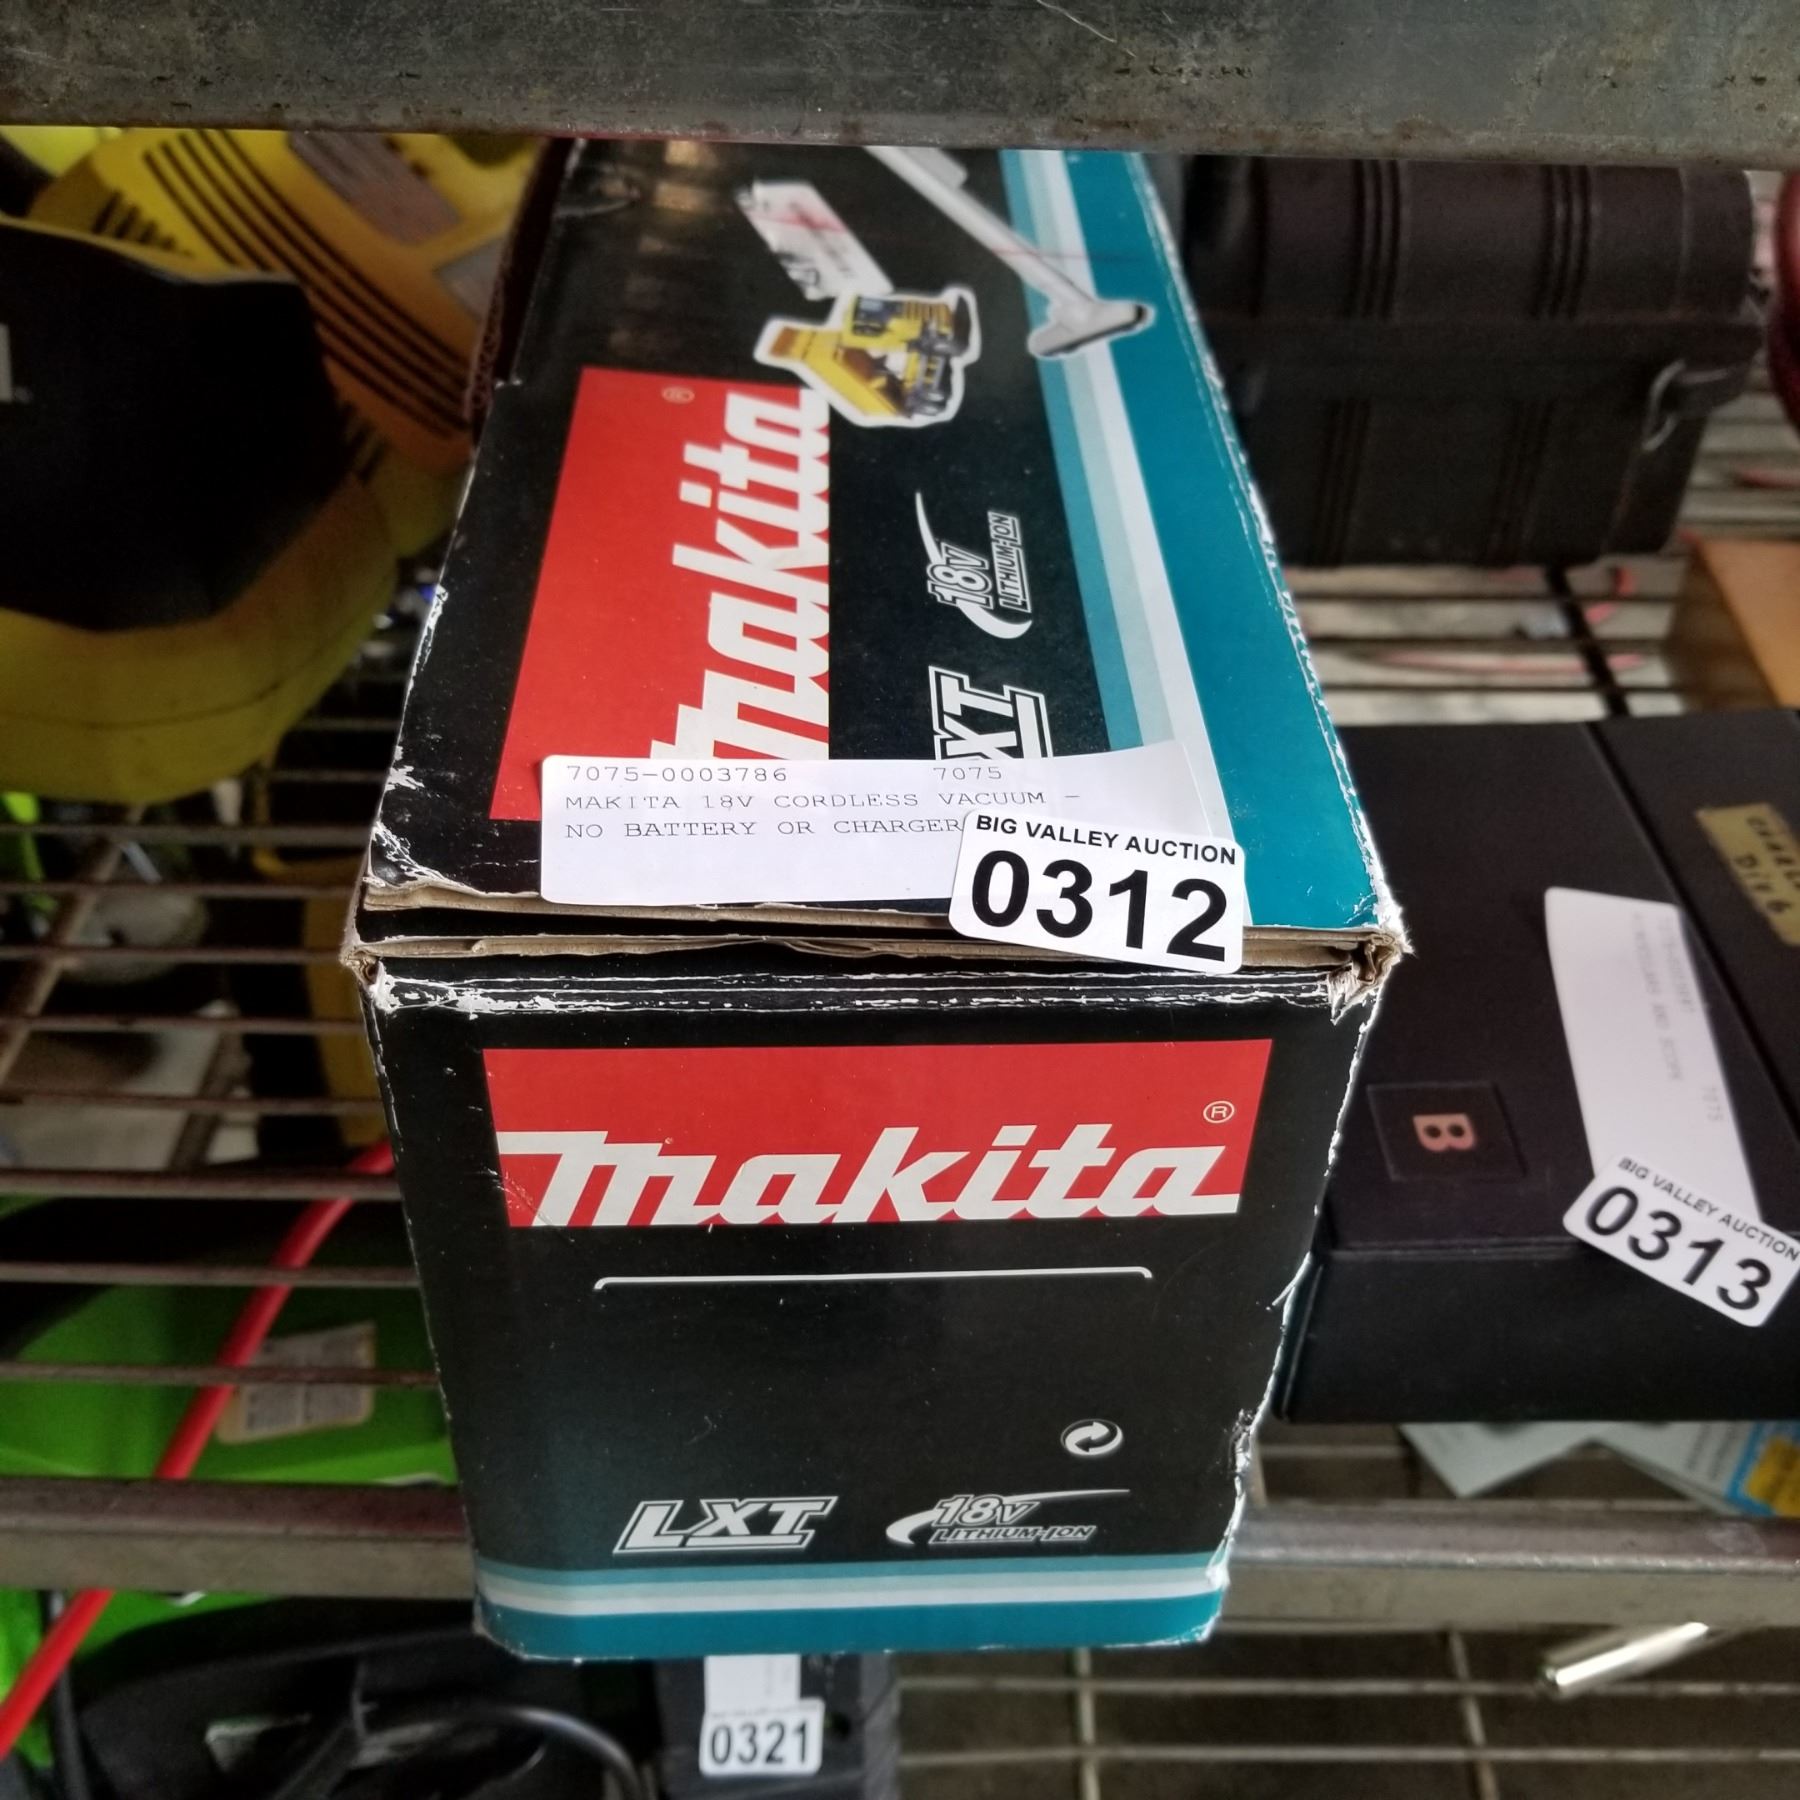 makita ®
18V
LITHIUM-ION
LXT
7075-0003786 7075
MAKITA 18V CORDLESS VACUUM -
NO BATTERY OR CHARGER
BIG VALLEY AUCTION
0312
makita ®
LXT
18V
LITHIUM-ION
B
7075
BIG VALLEY AUCTION
0313
0321